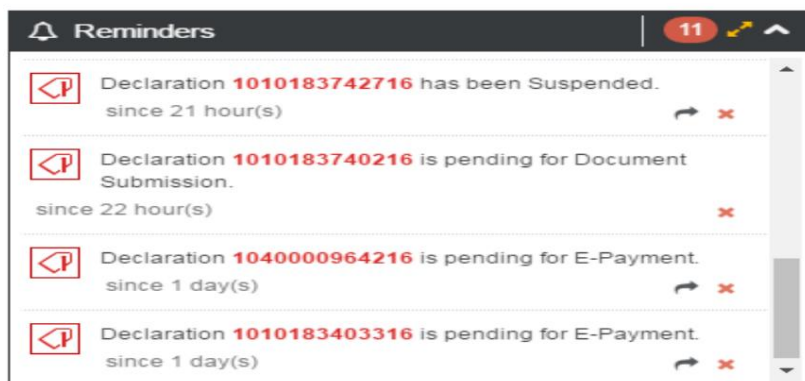 Reminders
11
Declaration 1010183742716 has been Suspended.
since 21 hour(s)
Declaration 1010183740216 is pending for Document
Submission.
since 22 hour(s)
Declaration 1040000964216 is pending for E-Payment.
since 1 day(s)
Declaration 1010183403316 is pending for E-Payment.
since 1 day(s)